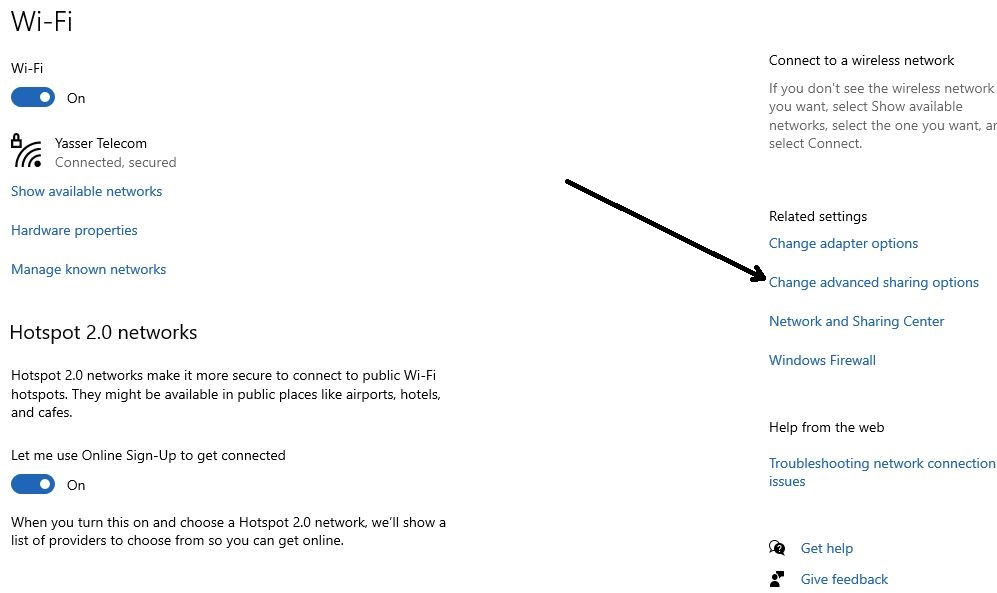 Wi-Fi
Wi-Fi
On
Yasser Telecom
Connected, secured
Show available networks
Hardware properties
Manage known networks
Hotspot 2.0 networks
Hotspot 2.0 networks make it more secure to connect to public Wi-Fi
hotspots. They might be available in public places like airports, hotels,
and cafes.
Let me use Online Sign-Up to get connected
On
When you turn this on and choose a Hotspot 2.0 network, we'll show a
list of providers to choose from so you can get online.
Connect to a wireless network
If you don't see the wireless network
you want, select Show available
networks, select the one you want, ar
select Connect.
Related settings
Change adapter options
Change advanced sharing options
Network and Sharing Center
Windows Firewall
Help from the web
Troubleshooting network connection
issues
Get help
Give feedback